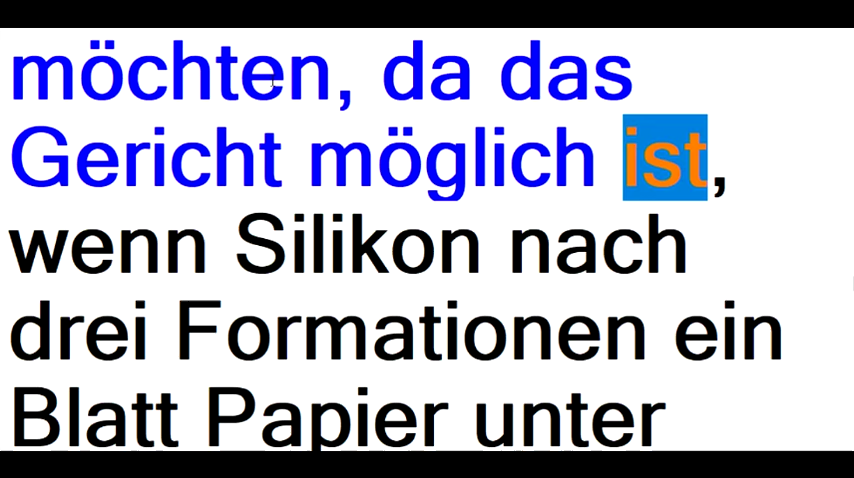 möchten, da das
Gericht möglich ist,
wenn Silikon nach
drei Formationen ein
Blatt Papier unter